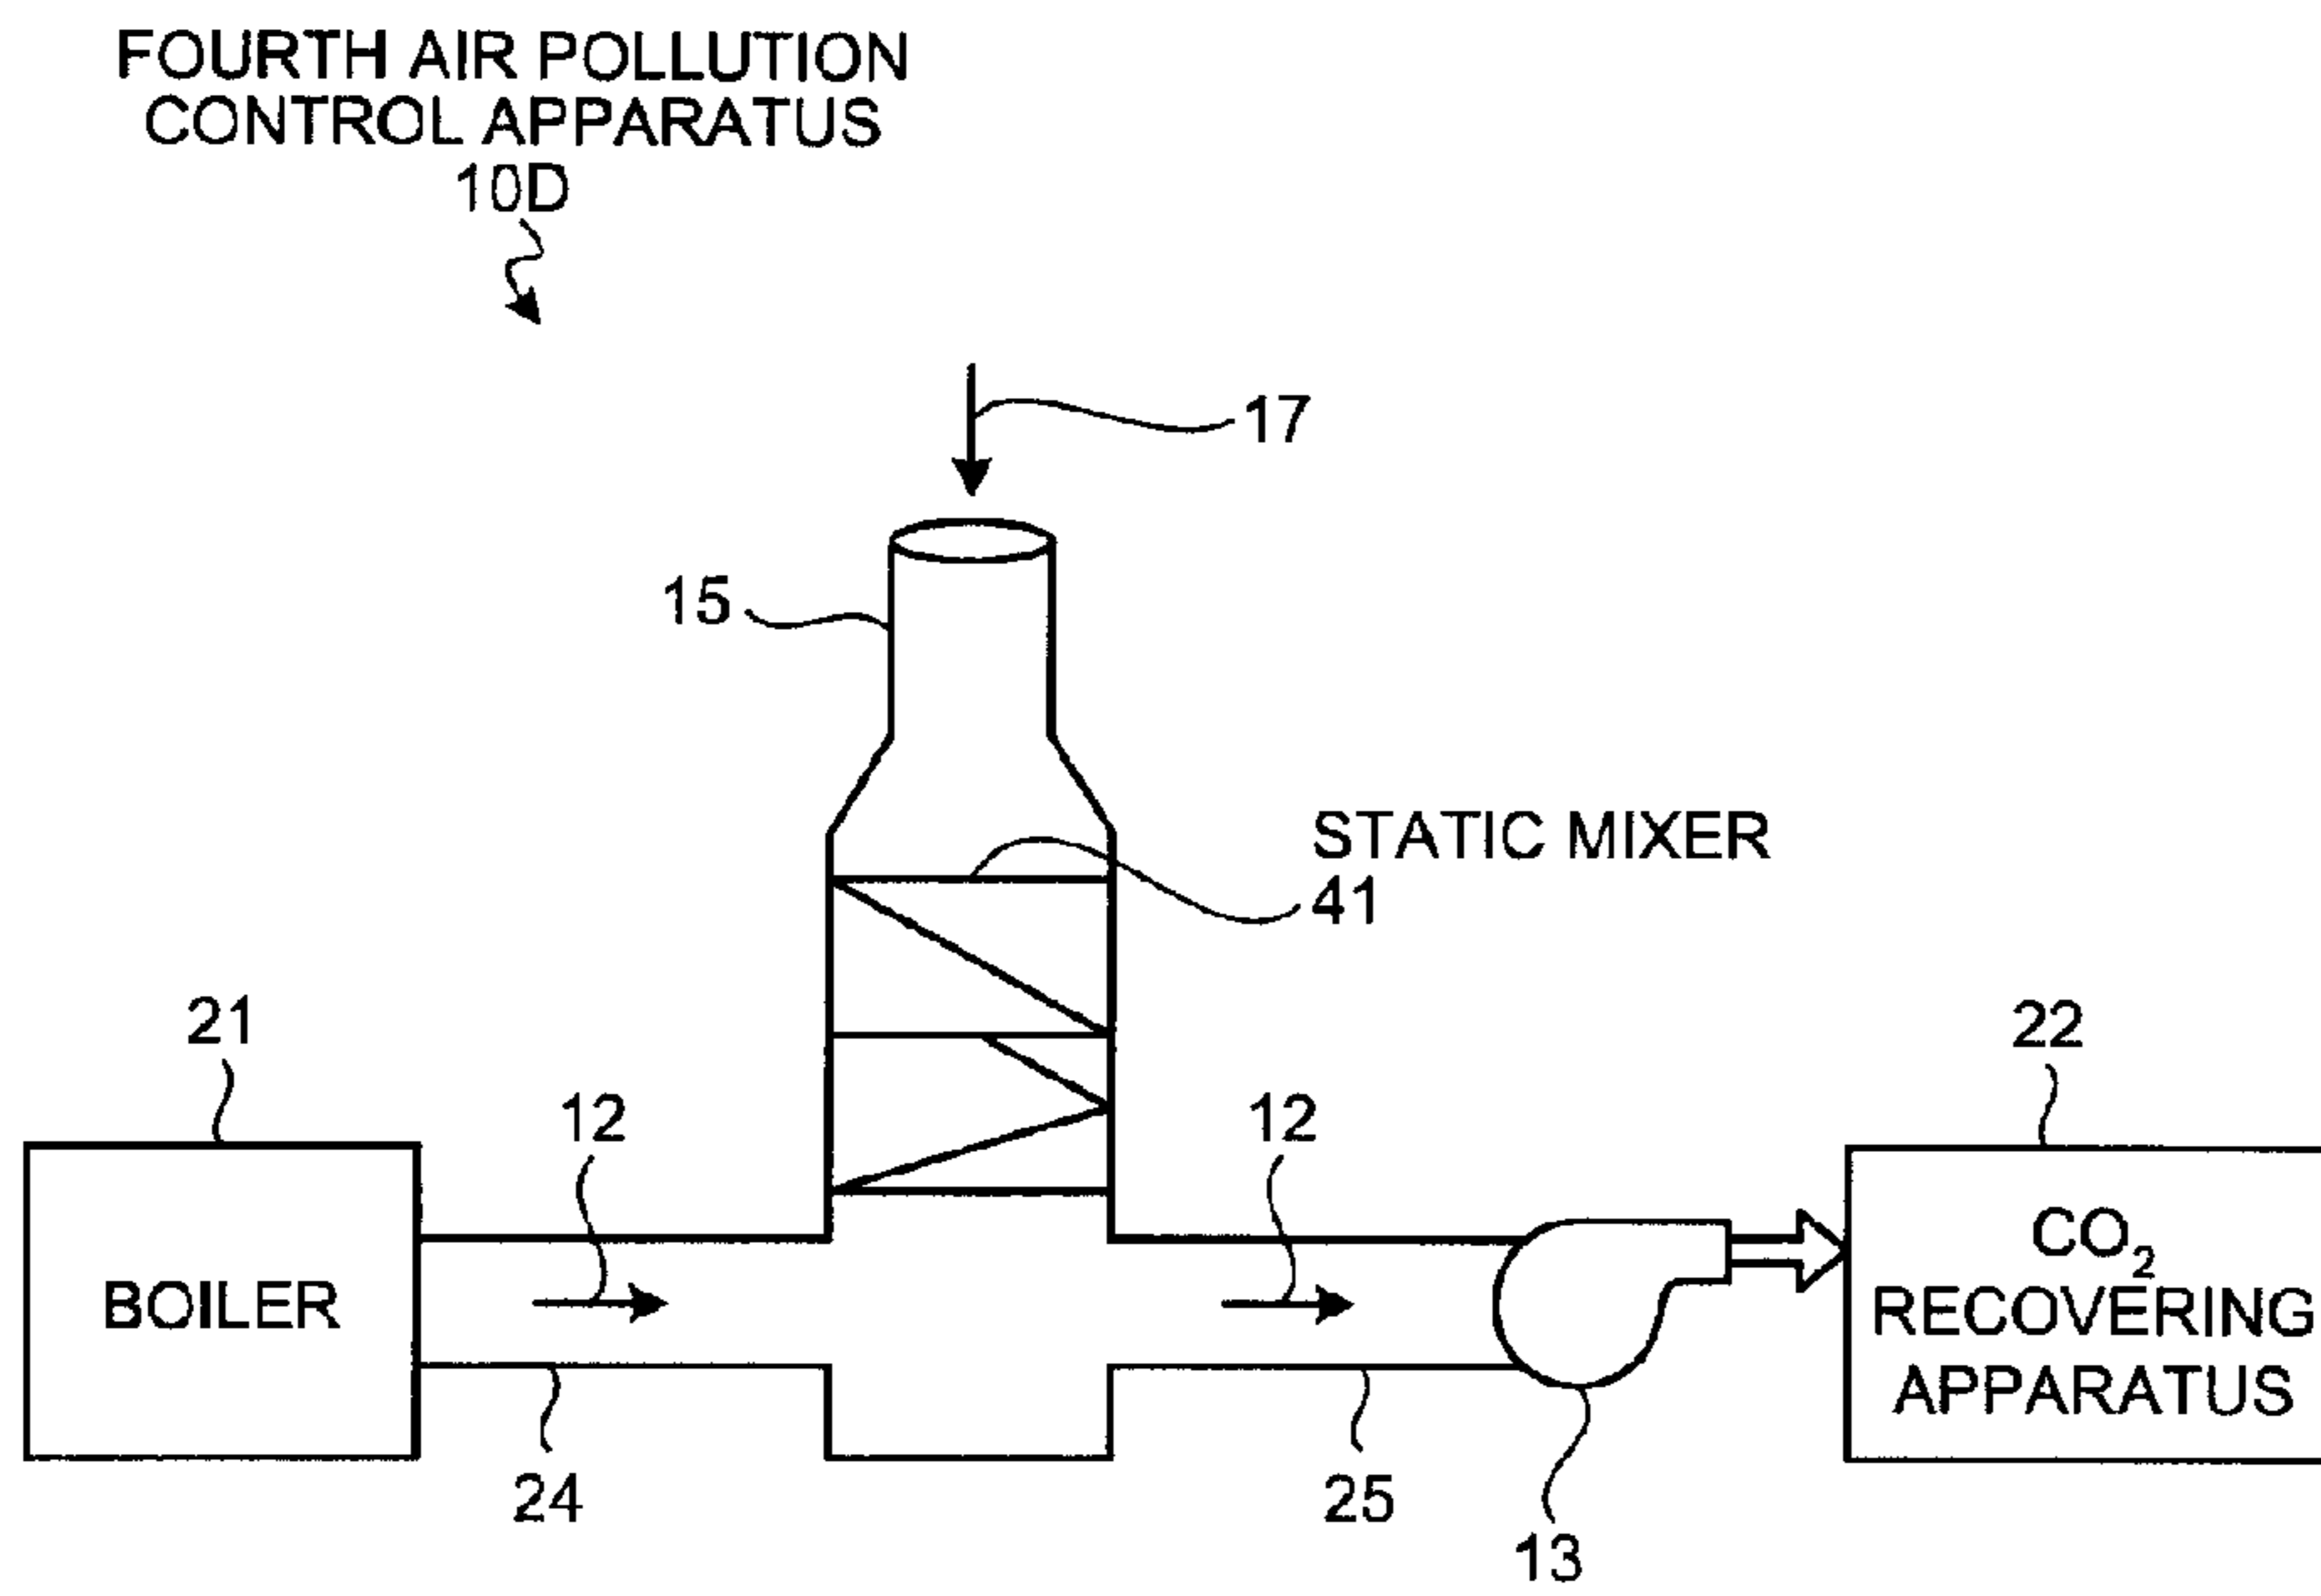 FOURTH AIR POLLUTION
CONTROL APPARATUS
10D
17
15
STATIC MIXER
41
21
12
12
22
BOILER
CO₂
RECOVERING
APPARATUS
24
25
13